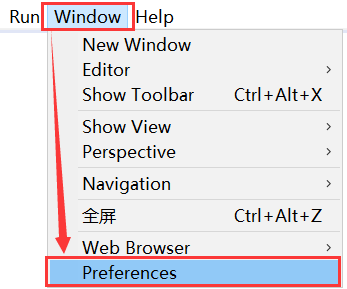 Run Window Help
New Window
Editor
Show Toolbar Ctrl+Alt+X
Show View
Perspective
Navigation
全屏 Ctrl+Alt+Z
Web Browser
Preferences